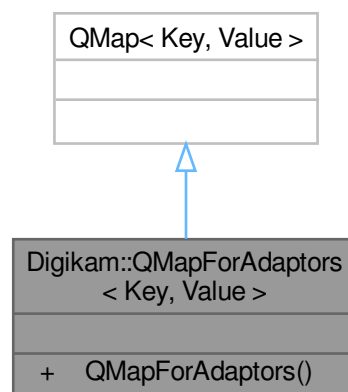 QMap< Key, Value >
Digikam::QMapForAdaptors
< Key, Value >
+ QMapForAdaptors()